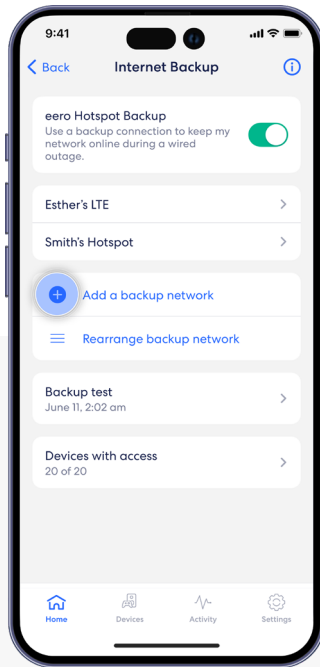 9:41
Back
Internet Backup
eero Hotspot Backup
Use a backup connection to keep my
network online during a wired
outage.
Esther's LTE
Smith's Hotspot
Add a backup network
Rearrange backup network
Backup test
June 11, 2:02 am
Devices with access
20 of 20
Home
Devices
Activity
Settings